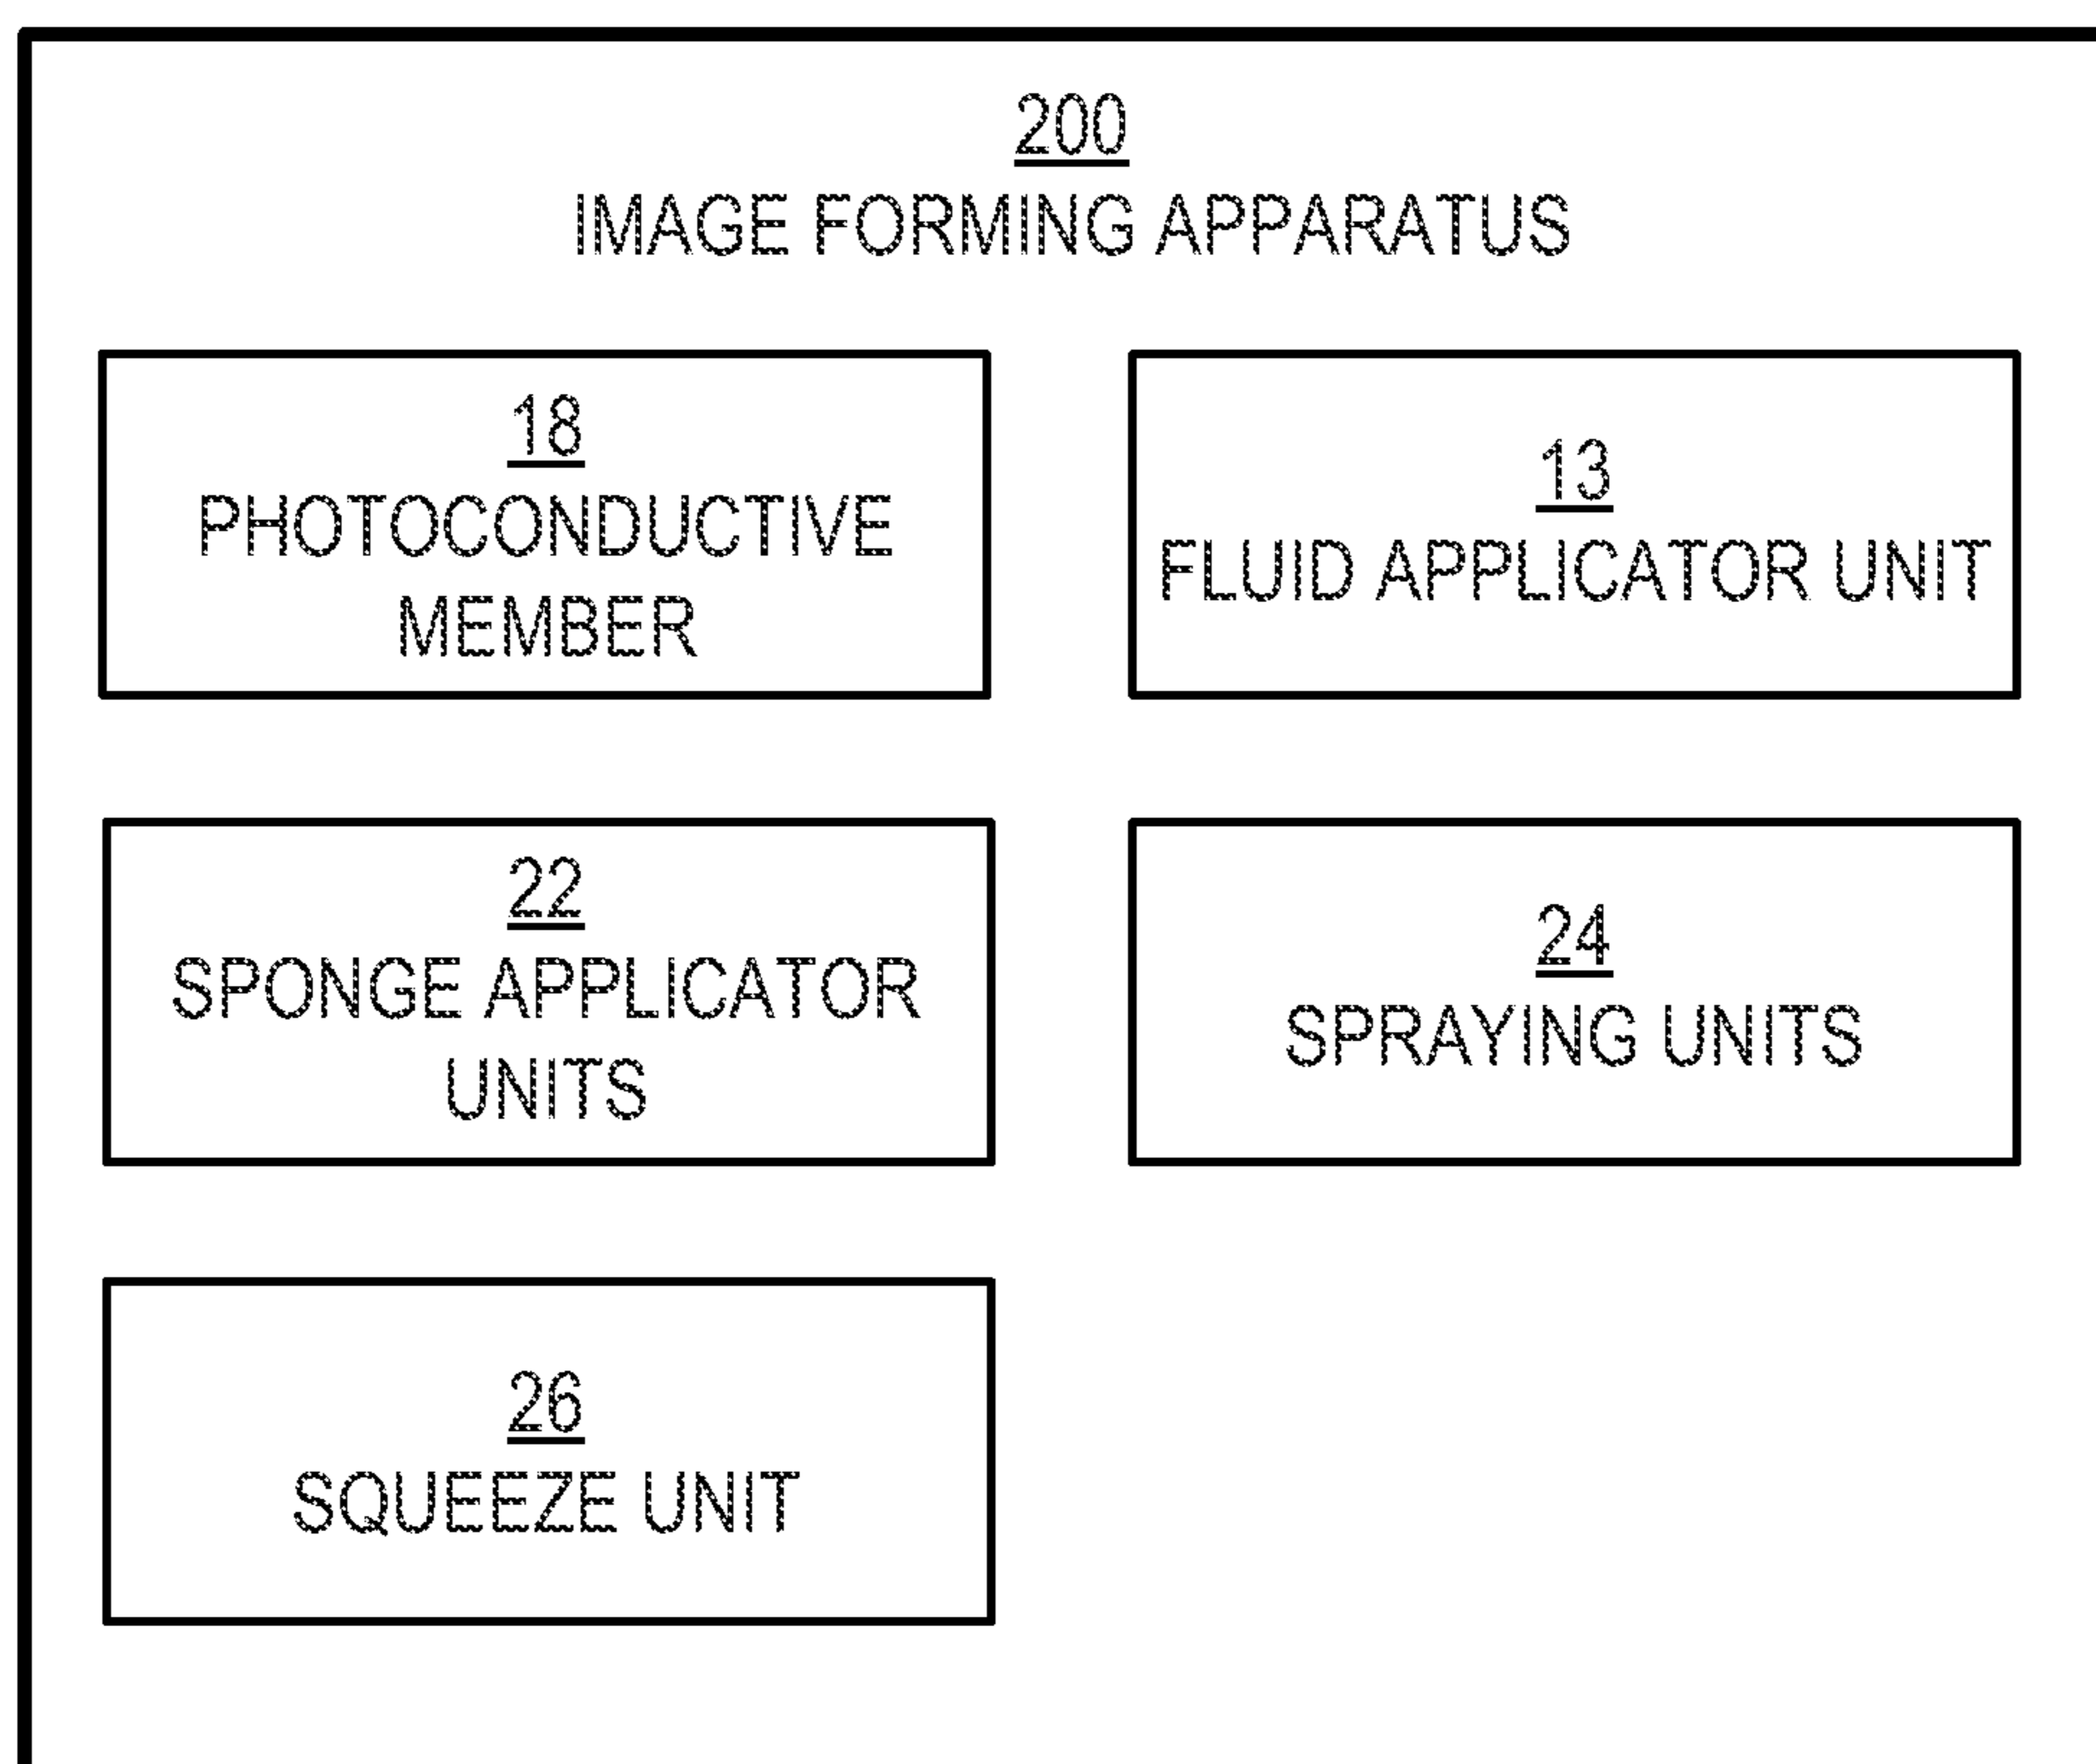 200
IMAGE FORMING APPARATUS
18
PHOTOCONDUCTIVE
MEMBER
13
FLUID APPLICATOR UNIT
22
SPONGE APPLICATOR
UNITS
24
SPRAYING UNITS
26
SQUEEZE UNIT